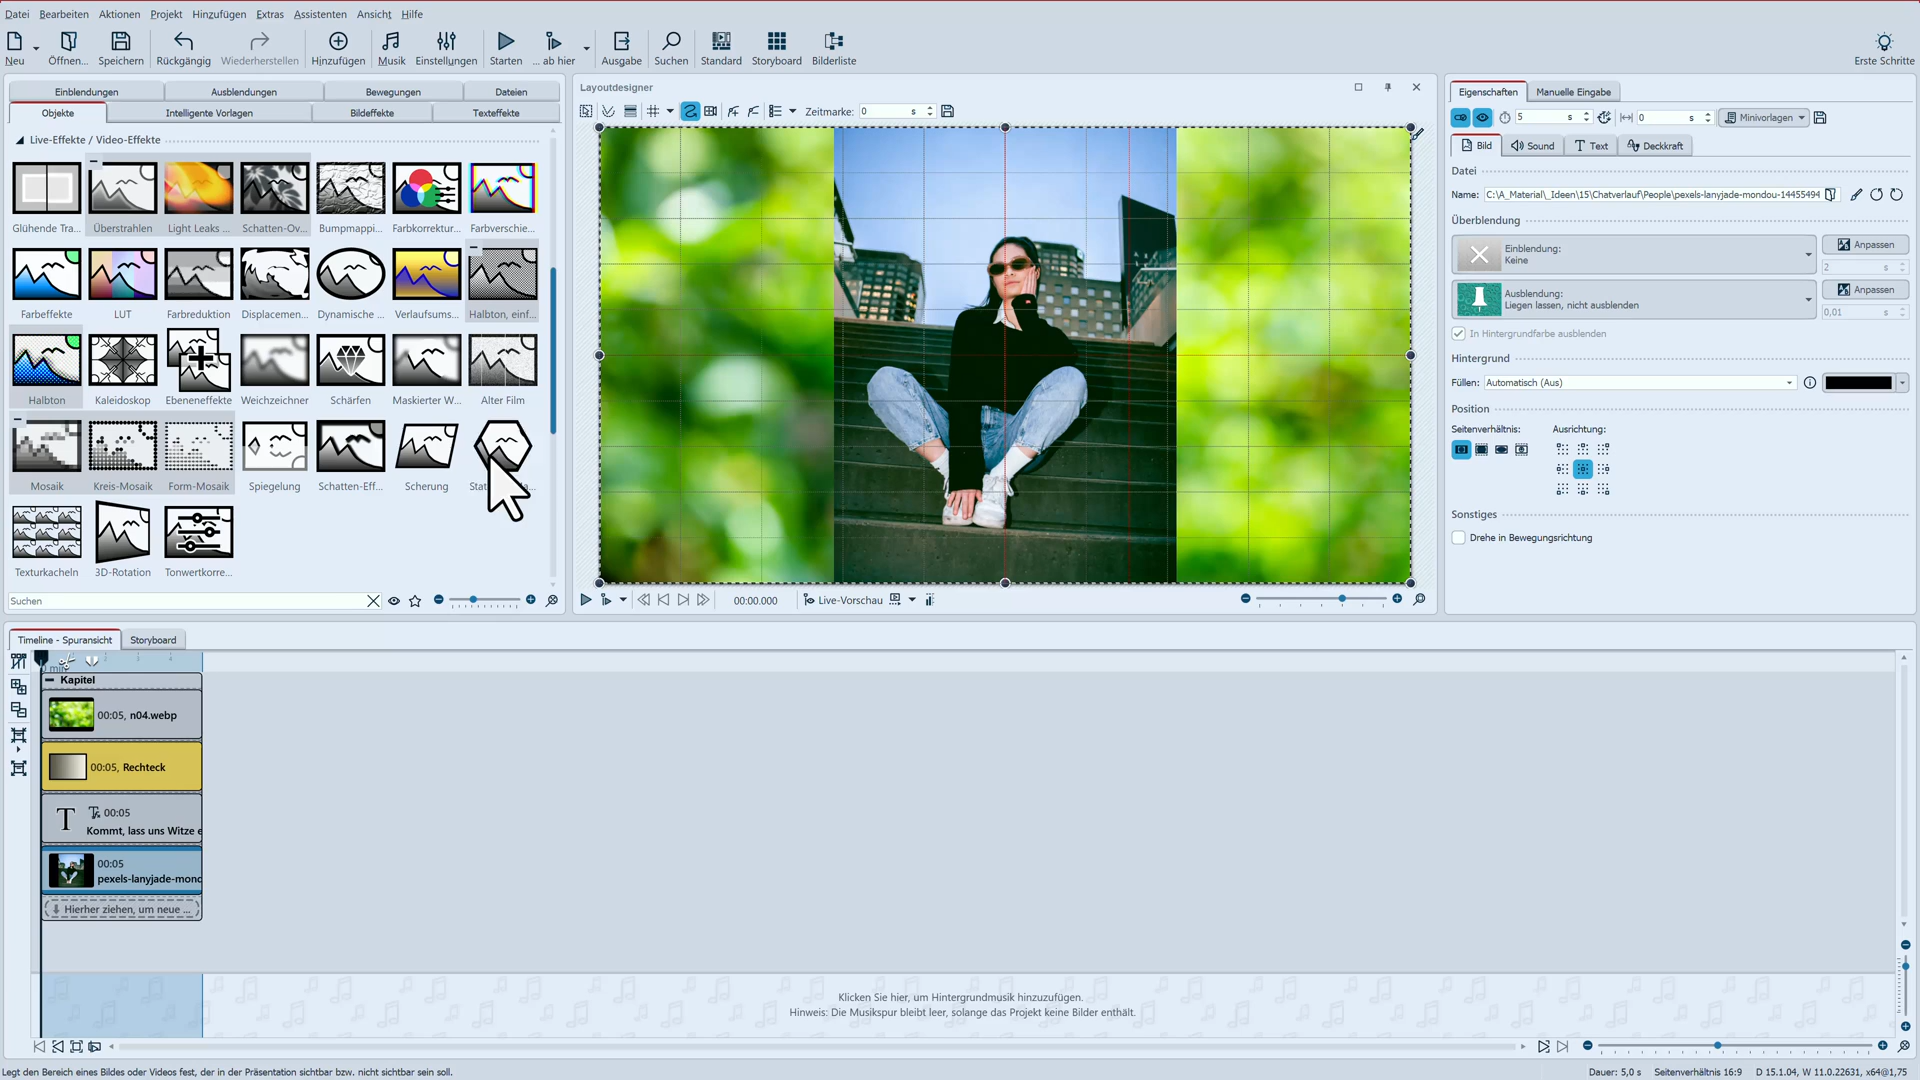 Datei Bearbeiten Aktionen Projekt Hinzufügen Extras Assistenten Ansicht Hilfe
Neu Öffnen... Speichern Rückgängig Wiederherstellen Hinzufügen Musik Einstellungen Starten ... ab hier Ausgabe Suchen Standard Storyboard Bilderliste Erste Schritte
Einblendungen Ausblendungen Bewegungen Dateien
Objekte Intelligente Vorlagen Bildeffekte Texteffekte
Live-Effekte / Video-Effekte
Glühende Tra... Überstrahlen Light Leaks ... Schatten-Ov... Bumpmappi... Farbkorrektur... Farbverschie...
Farbeffekte LUT Farbreduktion Displacemen... Dynamische ... Verlaufsums... Halbton, einf...
Halbton Kaleidoskop Ebeneneffekte Weichzeichner Schärfen Maskierter W... Alter Film
Mosaik Kreis-Mosaik Form-Mosaik Spiegelung Schatten-Eff... Scherung
Texturkacheln 3D-Rotation Tonwertkorre...
Suchen
Layoutdesigner
Zeitmarke: 0 s
00:00.000 Live-Vorschau
Eigenschaften Manuelle Eingabe
5 s 0 s Minivorlagen
Bild Sound Text Deckkraft
Datei
Name: C:\A_Material\_Ideen\15\Chatverlauf\People\pexels-lanyjade-mondou-14455494
Überblendung
Einblendung:
Keine
Anpassen
2 s
Ausblendung:
Liegen lassen, nicht ausblenden
Anpassen
0,01 s
In Hintergrundfarbe ausblenden
Hintergrund
Füllen: Automatisch (Aus)
Position
Seitenverhältnis: Ausrichtung:
Sonstiges
Drehe in Bewegungsrichtung
Timeline - Spuransicht Storyboard
Kapitel
00:05, n04.webp
00:05, Rechteck
00:05
Kommt, lass uns Witze e
00:05
pexels-lanyjade-mond
Hierher ziehen, um neue ...
Klicken Sie hier, um Hintergrundmusik hinzuzufügen.
Hinweis: Die Musikspur bleibt leer, solange das Projekt keine Bilder enthält.
Legt den Bereich eines Bildes oder Videos fest, der in der Präsentation sichtbar bzw. nicht sichtbar sein soll.
Dauer: 5,0 s Seitenverhältnis 16:9 D 15.1.04, W 11.0.22631, x64@1,75